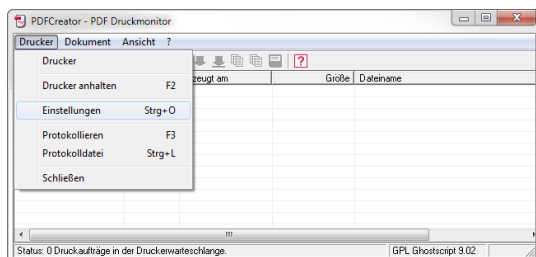 PDFCreator - PDF Druckmonitor
Drucker Dokument Ansicht ?
Drucker
Drucker anhalten F2
Einstellungen Strg+O
Protokollieren F3
Protokolldatei Strg+L
Schließen
zeugt am Größe Dateiname
Status: 0 Druckaufträge in der Druckerwarteschlange. GPL Ghostscript 9.02